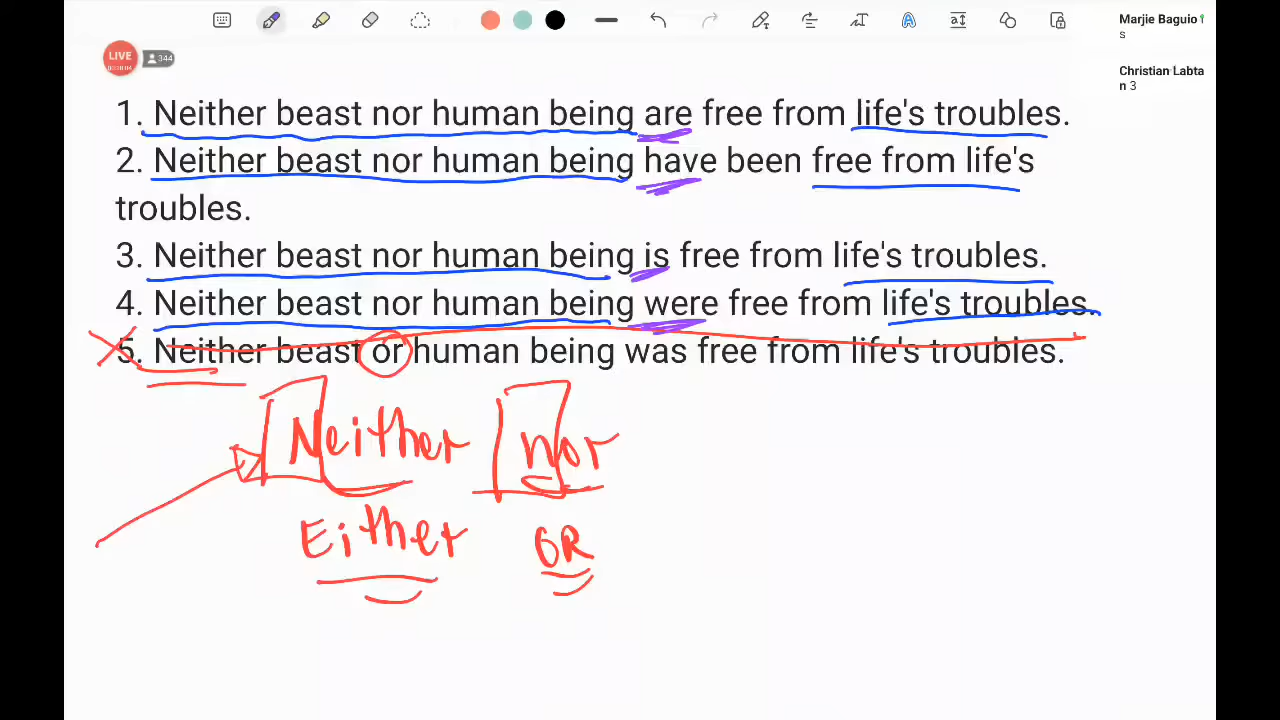 Marjie Baguio
s
LIVE
344
Christian Labta
n 3
1. Neither beast nor human being are free from life's troubles.
2. Neither beast nor human being have been free from life's
troubles.
3. Neither beast nor human being is free from life's troubles.
4. Neither beast nor human being were free from life's troubles.
5. Neither beast or human being was free from life's troubles.
Neither nor
Either OR